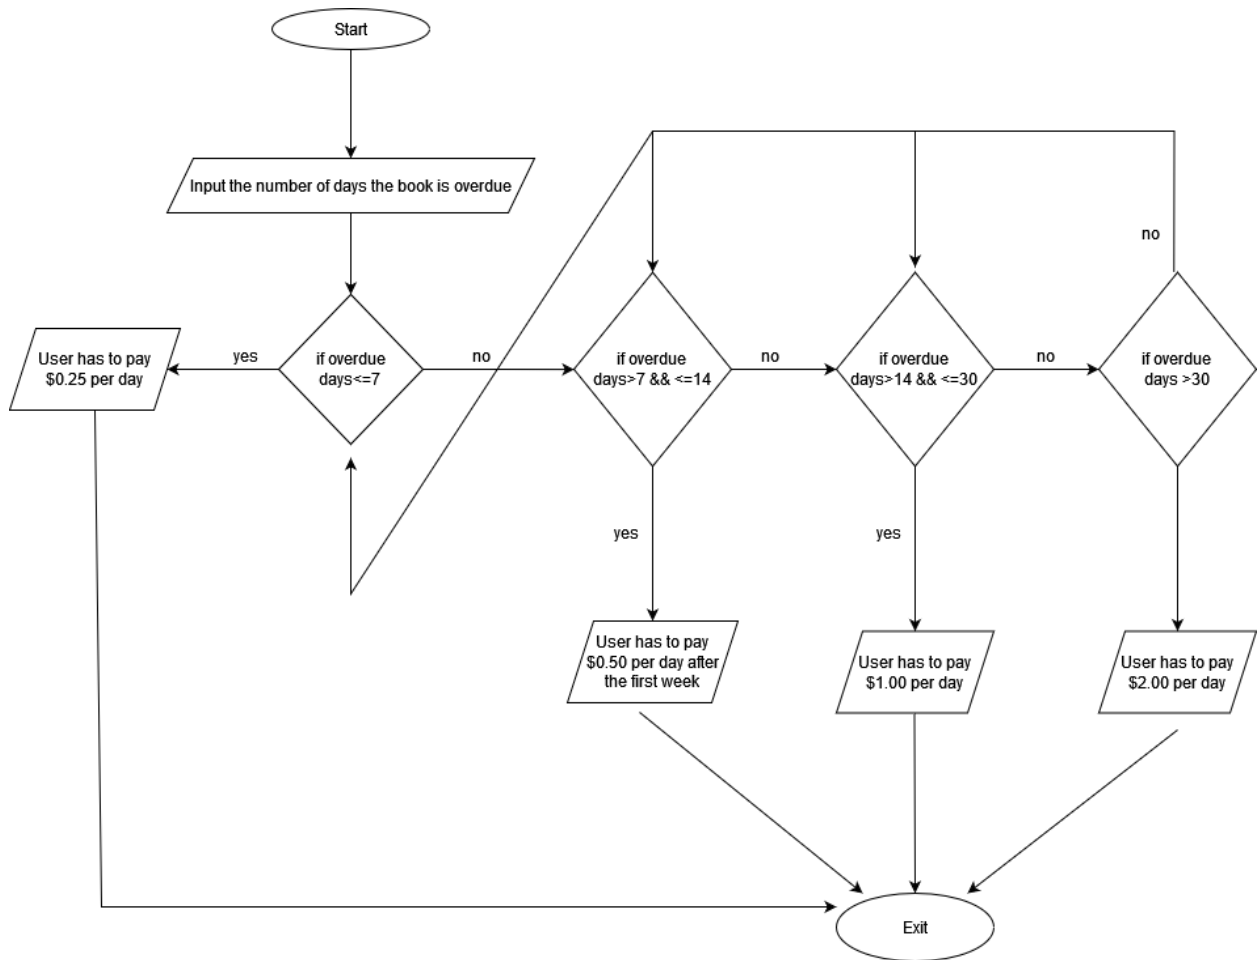 Start
Input the number of days the book is overdue
no
User has to pay
$0.25 per day
yes
if overdue
days<=7
no
if overdue
days>7 && <=14
no
if overdue
days>14 && <=30
no
if overdue
days >30
yes
yes
User has to pay
$0.50 per day after
the first week
User has to pay
$1.00 per day
User has to pay
$2.00 per day
Exit